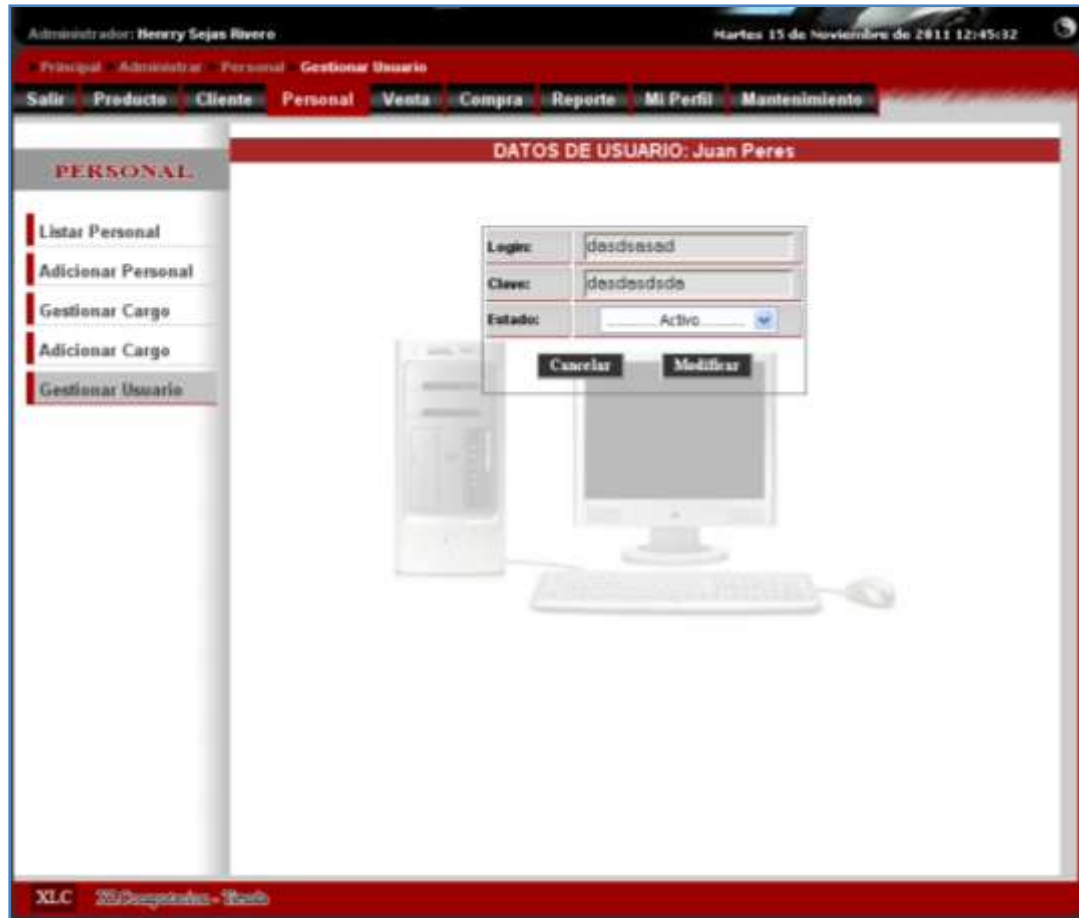 Administrador: Henrry Sejas Rivero
Martes 15 de Noviembre de 2011 12:45:32
Principal Administrar Personal Gestionar Usuario
Salir Producto Cliente Personal Venta Compra Reporte Mi Perfil Mantenimiento
PERSONAL
DATOS DE USUARIO: Juan Peres
Listar Personal
Adicionar Personal
Gestionar Cargo
Adicionar Cargo
Gestionar Usuario
Login: dasdsasad
Clave: dasdasdsda
Estado: Activo
Cancelar Modificar
XLC